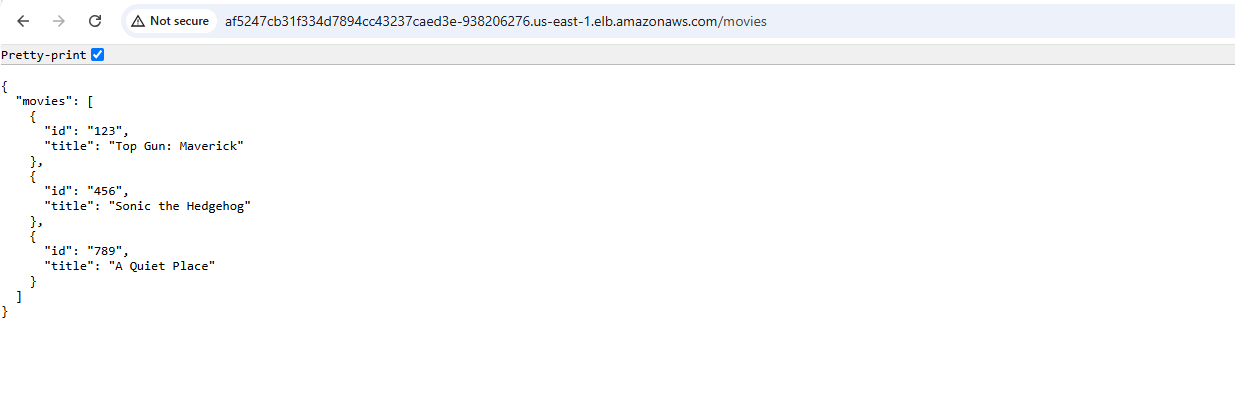 Not secure af5247cb31f334d7894cc43237caed3e-938206276.us-east-1.elb.amazonaws.com/movies
Pretty-print
{
  "movies": [
    {
      "id": "123",
      "title": "Top Gun: Maverick"
    },
    {
      "id": "456",
      "title": "Sonic the Hedgehog"
    },
    {
      "id": "789",
      "title": "A Quiet Place"
    }
  ]
}